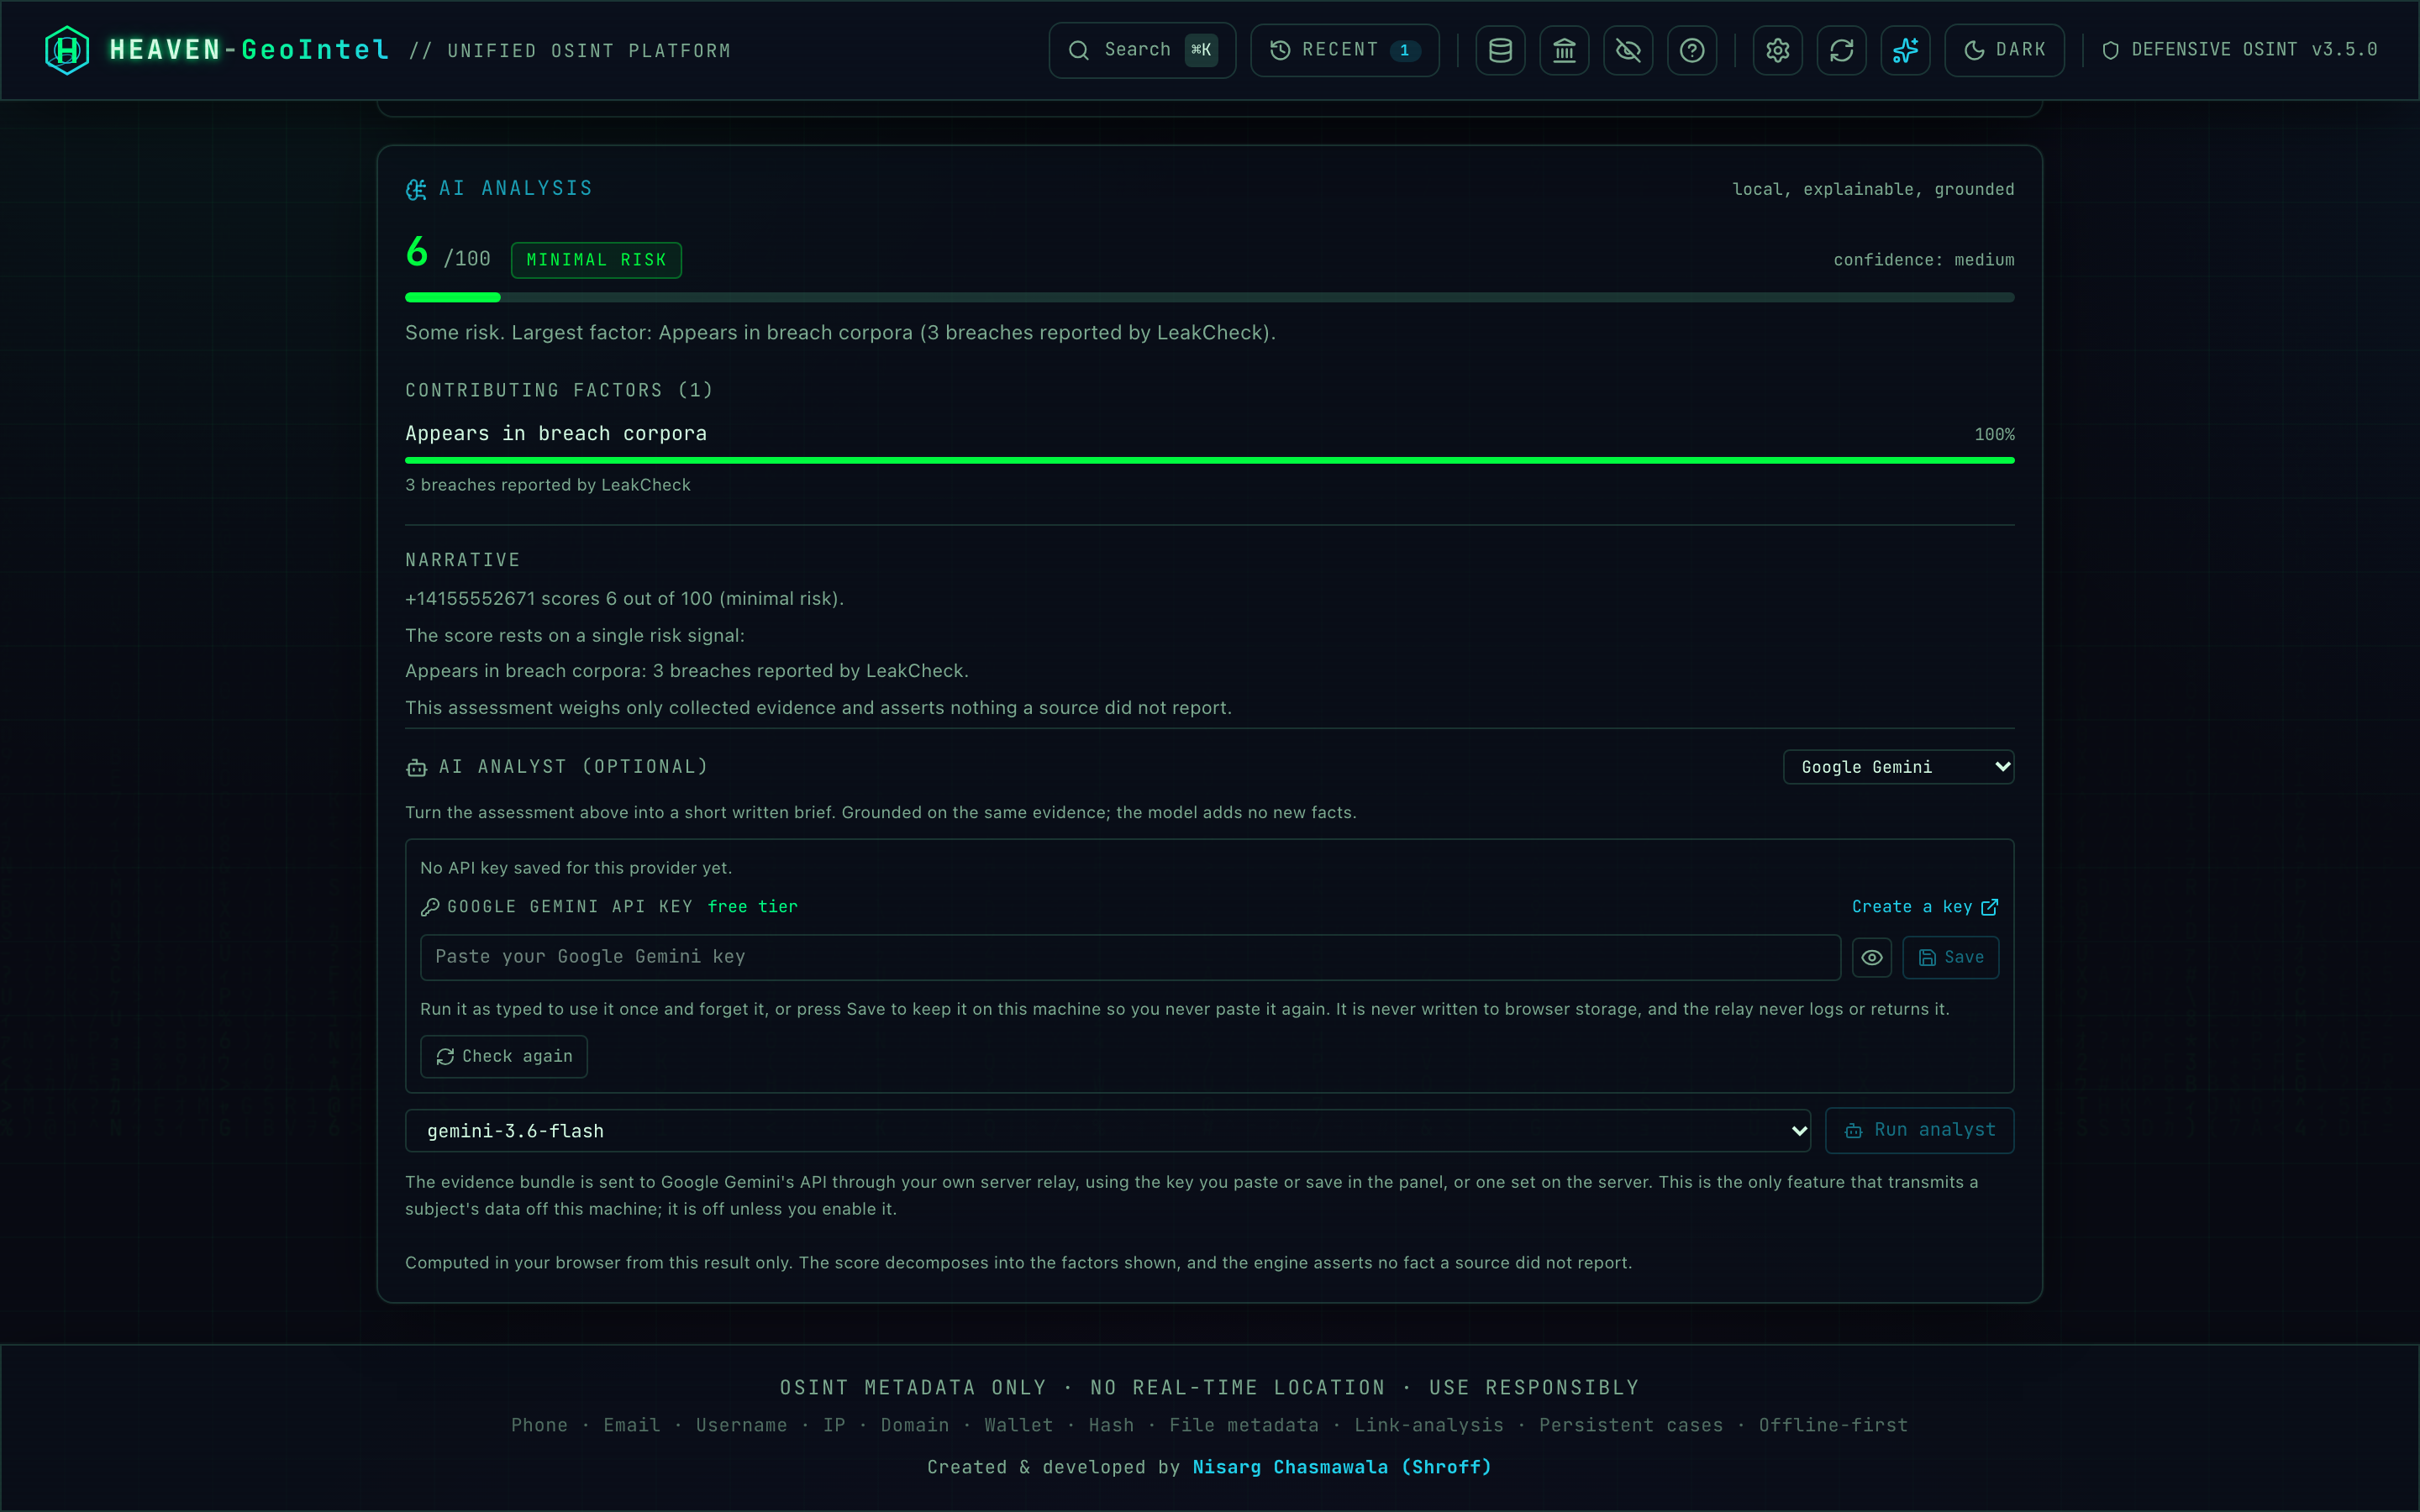 HEAVEN-GeoIntel // UNIFIED OSINT PLATFORM
Search ⌘K
RECENT 1
DARK
DEFENSIVE OSINT v3.5.0
AI ANALYSIS
local, explainable, grounded
6 /100 MINIMAL RISK
confidence: medium
Some risk. Largest factor: Appears in breach corpora (3 breaches reported by LeakCheck).
CONTRIBUTING FACTORS (1)
Appears in breach corpora
100%
3 breaches reported by LeakCheck
NARRATIVE
+14155552671 scores 6 out of 100 (minimal risk).
The score rests on a single risk signal:
Appears in breach corpora: 3 breaches reported by LeakCheck.
This assessment weighs only collected evidence and asserts nothing a source did not report.
AI ANALYST (OPTIONAL)
Google Gemini
Turn the assessment above into a short written brief. Grounded on the same evidence; the model adds no new facts.
No API key saved for this provider yet.
GOOGLE GEMINI API KEY free tier
Create a key
Paste your Google Gemini key
Save
Run it as typed to use it once and forget it, or press Save to keep it on this machine so you never paste it again. It is never written to browser storage, and the relay never logs or returns it.
Check again
gemini-3.6-flash
Run analyst
The evidence bundle is sent to Google Gemini's API through your own server relay, using the key you paste or save in the panel, or one set on the server. This is the only feature that transmits a
subject's data off this machine; it is off unless you enable it.
Computed in your browser from this result only. The score decomposes into the factors shown, and the engine asserts no fact a source did not report.
OSINT METADATA ONLY · NO REAL-TIME LOCATION · USE RESPONSIBLY
Phone · Email · Username · IP · Domain · Wallet · Hash · File metadata · Link-analysis · Persistent cases · Offline-first
Created & developed by Nisarg Chasmawala (Shroff)